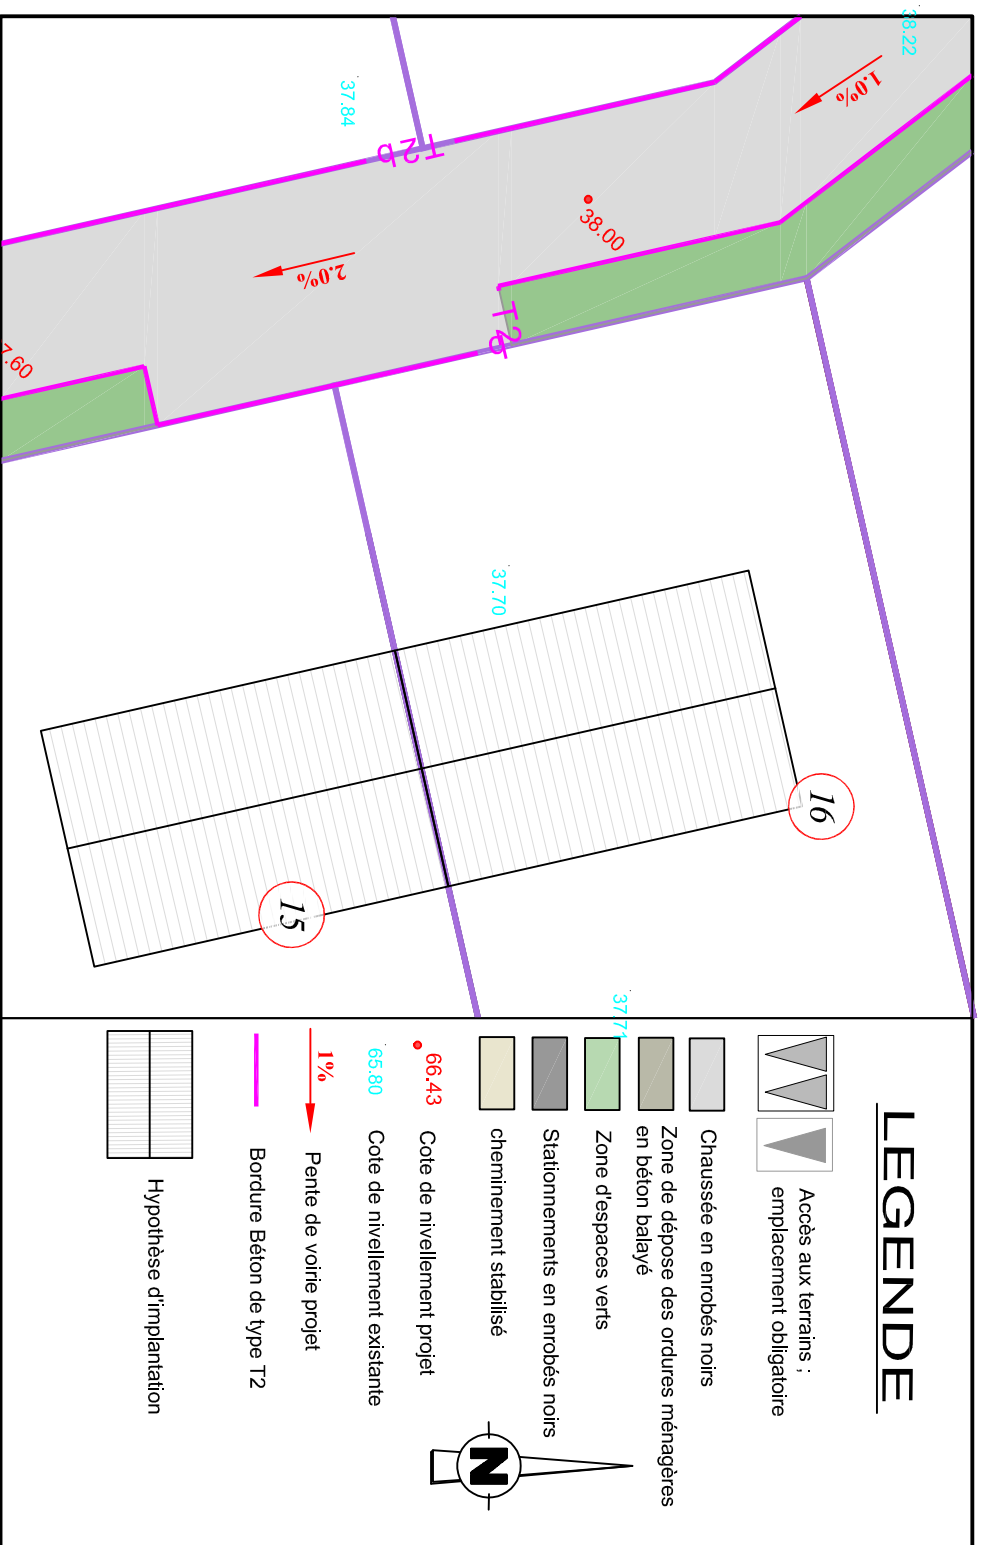 38.22
1.0%
37.84
T2b
38.00
2.0%
T2b
7.60
37.70
16
15
37.71
LEGENDE
Accès aux terrains ;
emplacement obligatoire
Chaussée en enrobés noirs
Zone de dépose des ordures ménagères
en béton balayé
Zone d'espaces verts
Stationnements en enrobés noirs
cheminement stabilisé
66.43
Cote de nivellement projet
65.80
Cote de nivellement existante
1%
Pente de voirie projet
Bordure Béton de type T2
Hypothèse d'implantation
N